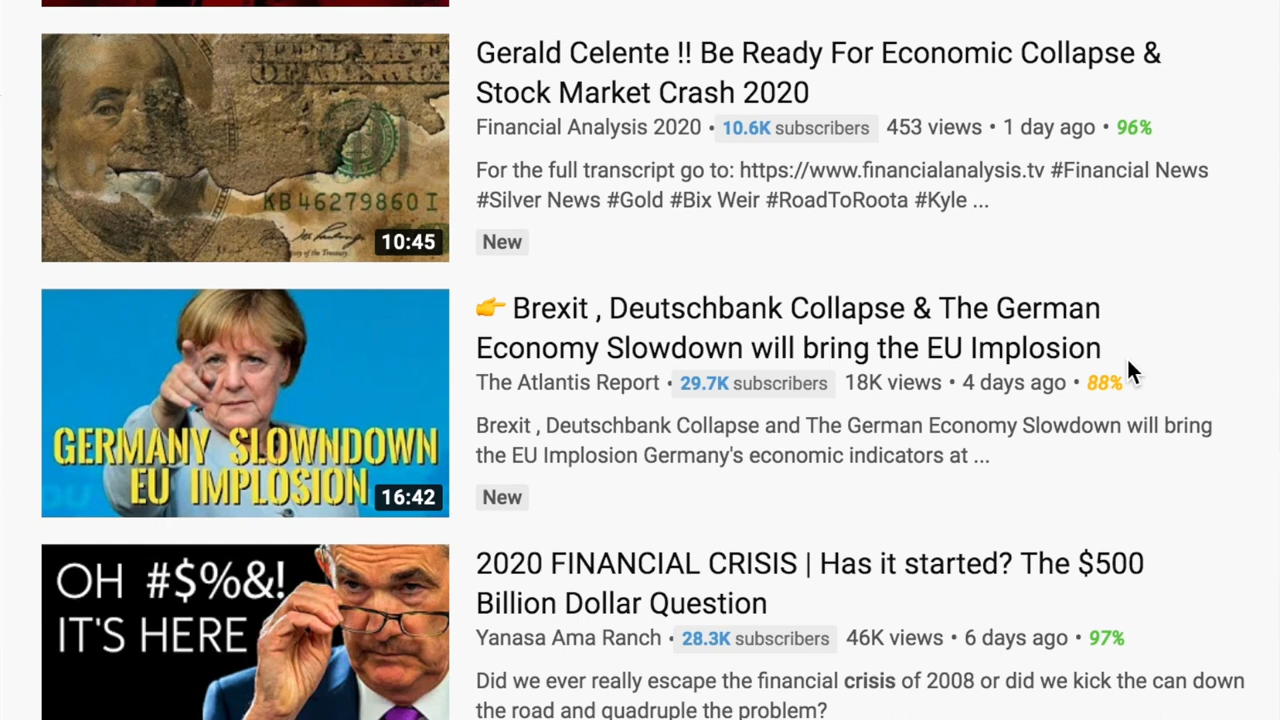 Gerald Celente !! Be Ready For Economic Collapse &
Stock Market Crash 2020
Financial Analysis 2020 • 10.6K subscribers 453 views • 1 day ago • 96%
For the full transcript go to: https://www.financialanalysis.tv #Financial News
#Silver News #Gold #Bix Weir #RoadToRoota #Kyle ...
New
KB46279860I
10:45
👉 Brexit , Deutschbank Collapse & The German
Economy Slowdown will bring the EU Implosion
The Atlantis Report • 29.7K subscribers 18K views • 4 days ago • 88%
Brexit , Deutschbank Collapse and The German Economy Slowdown will bring
the EU Implosion Germany's economic indicators at ...
New
GERMANY SLOWNDOWN
EU IMPLOSION
16:42
2020 FINANCIAL CRISIS | Has it started? The $500
Billion Dollar Question
Yanasa Ama Ranch • 28.3K subscribers 46K views • 6 days ago • 97%
Did we ever really escape the financial crisis of 2008 or did we kick the can down
the road and quadruple the problem?
OH #$%&!
IT'S HERE